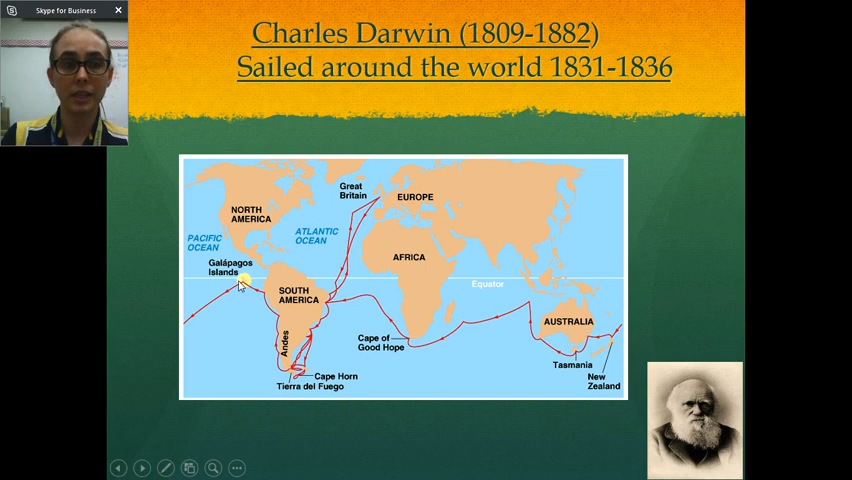 Skype for Business
Charles Darwin (1809-1882)
Sailed around the world 1831-1836
Great
Britain
EUROPE
NORTH
AMERICA
ATLANTIC
OCEAN
PACIFIC
OCEAN
AFRICA
Galápagos
Islands
Equator
SOUTH
AMERICA
AUSTRALIA
Andes
Cape of
Good Hope
Tasmania
Cape Horn
Tierra del Fuego
New
Zealand